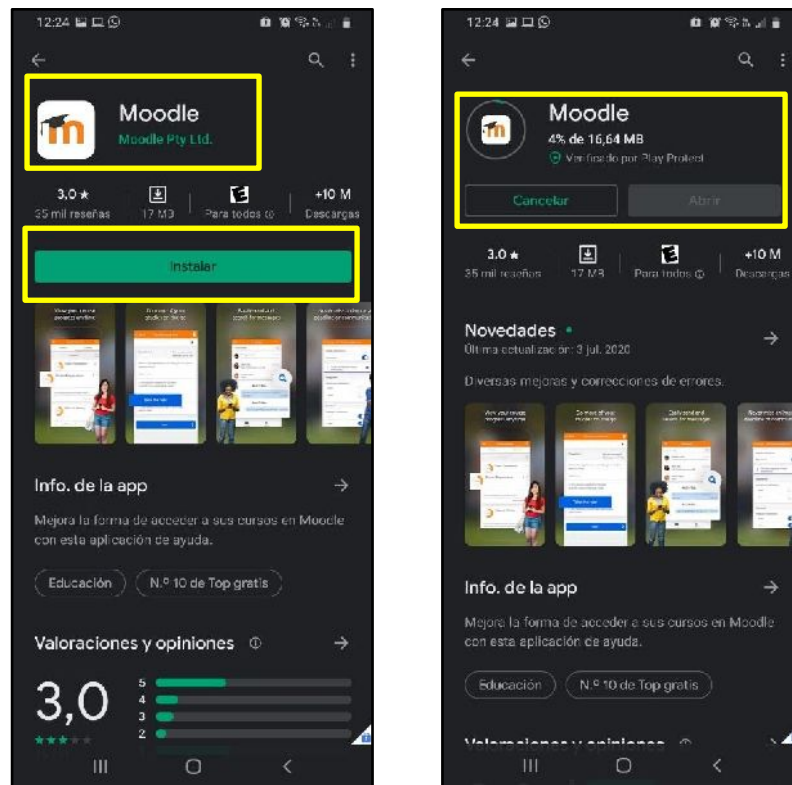 12:24
Moodle
Moodle Pty Ltd.
3,0 ★
+10 M
35 mil reseñas
17 MB
Para todos
Descargas
Instalar
Info. de la app
Mejora la forma de acceder a sus cursos en Moodle
con esta aplicación de ayuda.
Educación
N.º 10 de Top gratis
Valoraciones y opiniones
3,0
5
4
3
2
12:24
Moodle
4% de 16,64 MB
Verificado por Play Protect
Cancelar
Abrir
3.0 ★
+10 M
35 mil reseñas
17 MB
Para todos
Descargas
Novedades
Última actualización: 3 jul. 2020
Diversas mejoras y correcciones de errores.
Info. de la app
Mejora la forma de acceder a sus cursos en Moodle
con esta aplicación de ayuda.
Educación
N.º 10 de Top gratis
Valoraciones y opiniones